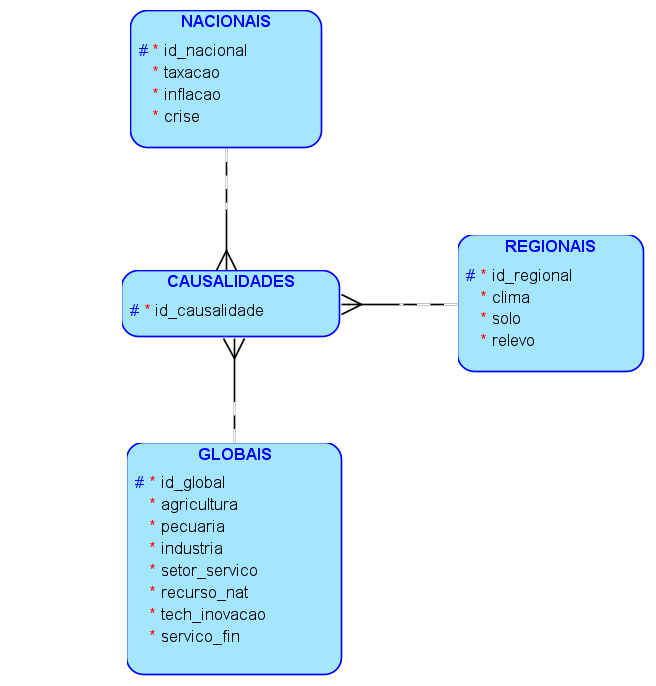 NACIONAIS
# * id_nacional
* taxacao
* inflacao
* crise
CAUSALIDADES
# * id_causalidade
REGIONAIS
# * id_regional
* clima
* solo
* relevo
GLOBAIS
# * id_global
* agricultura
* pecuaria
* industria
* setor_servico
* recurso_nat
* tech_inovacao
* servico_fin